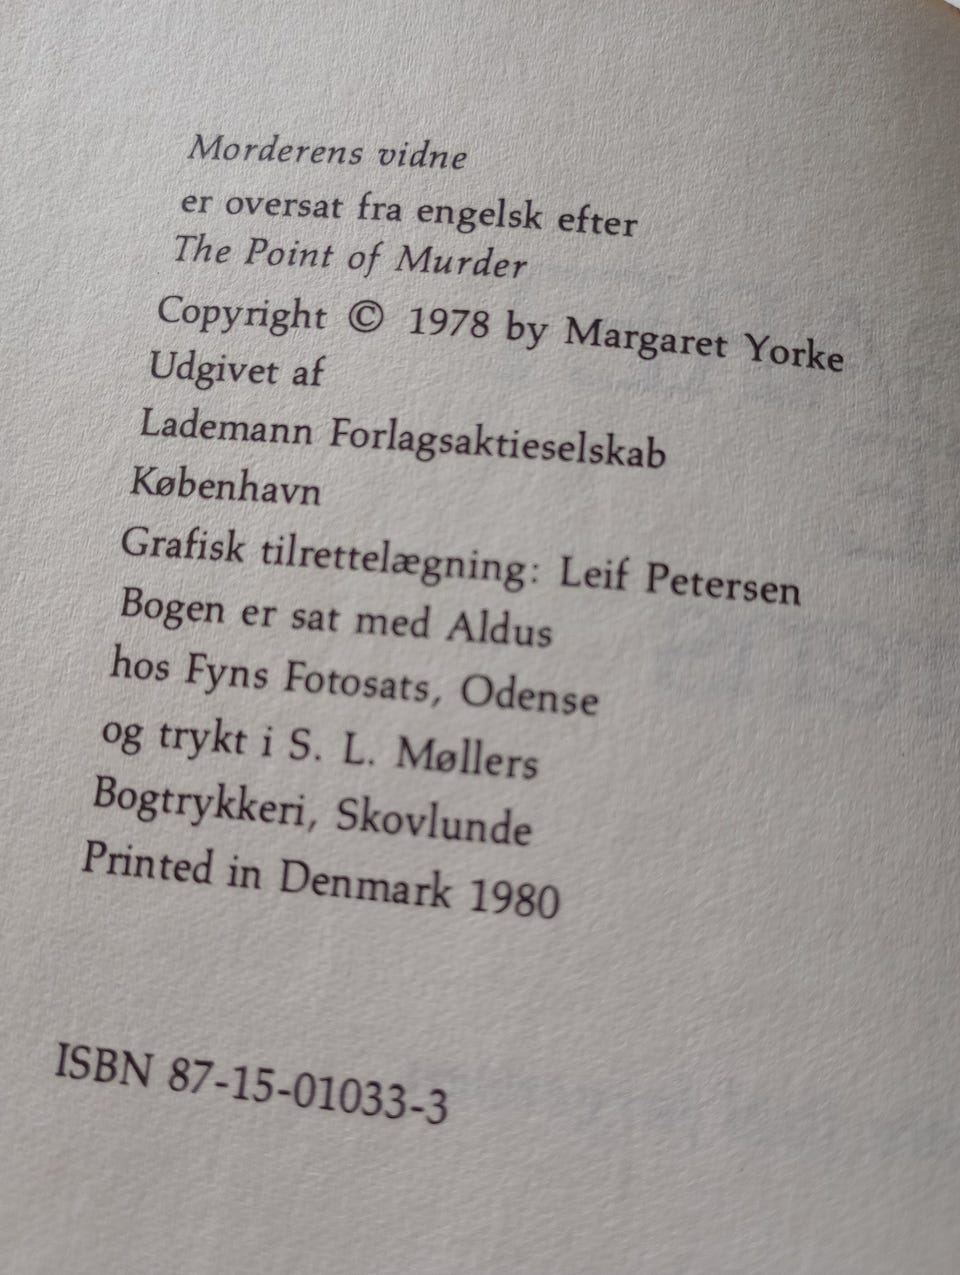 Morderens vidne
er oversat fra engelsk efter
The Point of Murder
Copyright © 1978 by Margaret Yorke
Udgivet af
Lademann Forlagsaktieselskab
København
Grafisk tilrettelægning: Leif Petersen
Bogen er sat med Aldus
hos Fyns Fotosats, Odense
og trykt i S. L. Møllers
Bogtrykkeri, Skovlunde
Printed in Denmark 1980
ISBN 87-15-01033-3